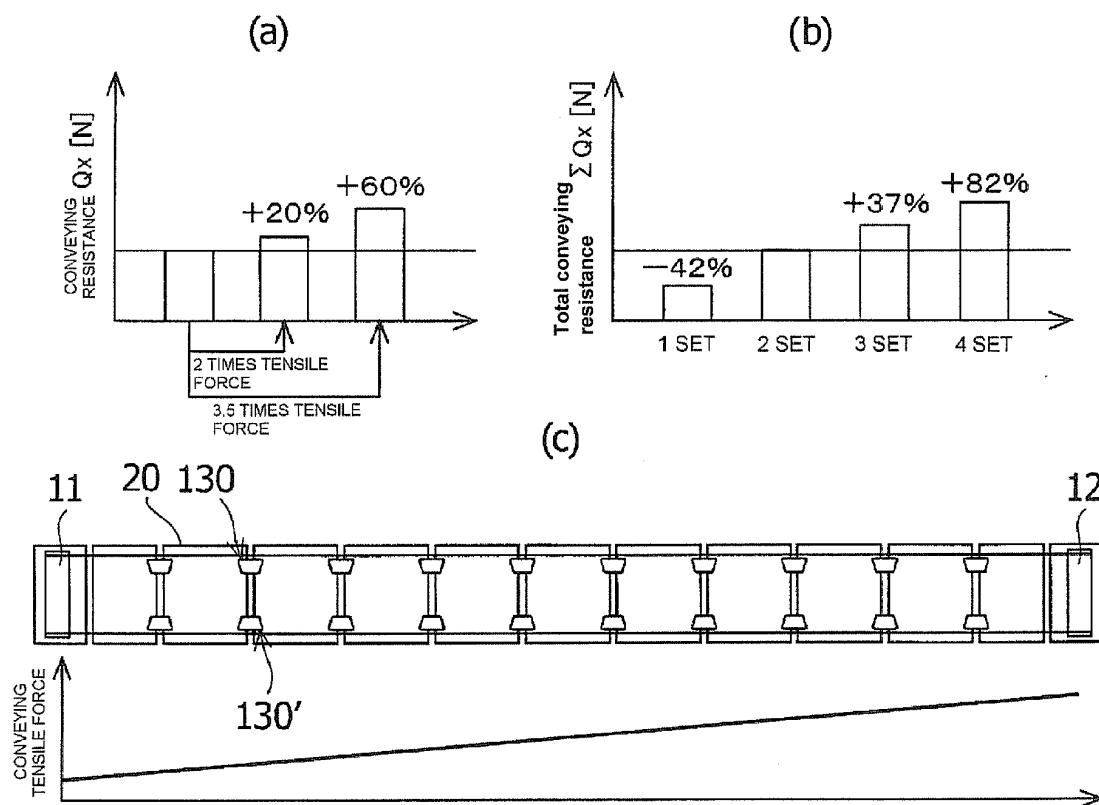 (a)
CONVEYING
RESISTANCE Qx [N]
+20%
+60%
2 TIMES TENSILE
FORCE
3.5 TIMES TENSILE
FORCE
(b)
Total conveying
resistance
Σ Qx [N]
−42%
+37%
+82%
1 SET
2 SET
3 SET
4 SET
(c)
11
20
130
12
130'
CONVEYING
TENSILE FORCE